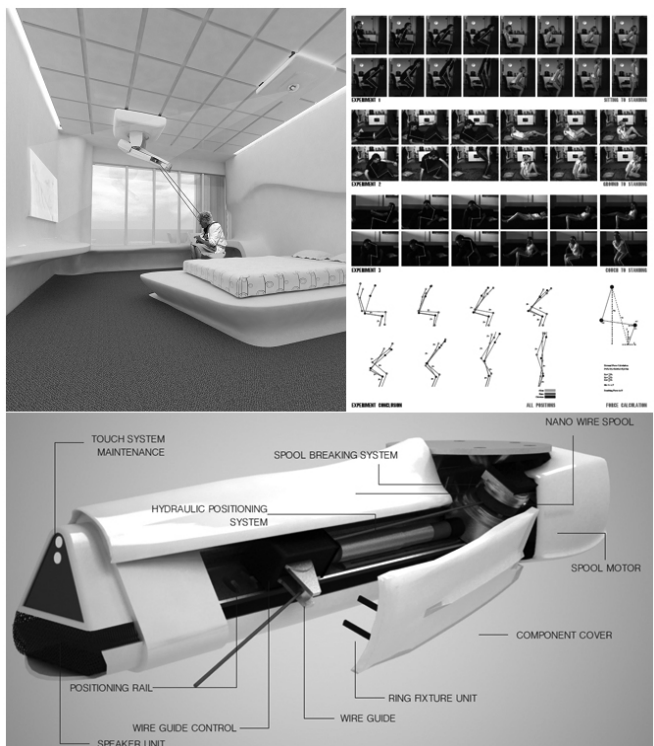 EXPERIMENT 1
SITTING TO STANDING
EXPERIMENT 2
GROUND TO STANDING
EXPERIMENT 3
COUCH TO STANDING
EXPERIMENT CONCLUSION
ALL POSITIONS
FORCE CALCULATION
NANO WIRE SPOOL
TOUCH SYSTEM
MAINTENANCE
SPOOL BREAKING SYSTEM
HYDRAULIC POSITIONING
SYSTEM
SPOOL MOTOR
COMPONENT COVER
POSITIONING RAIL
RING FIXTURE UNIT
WIRE GUIDE
WIRE GUIDE CONTROL
SPEAKER UNIT